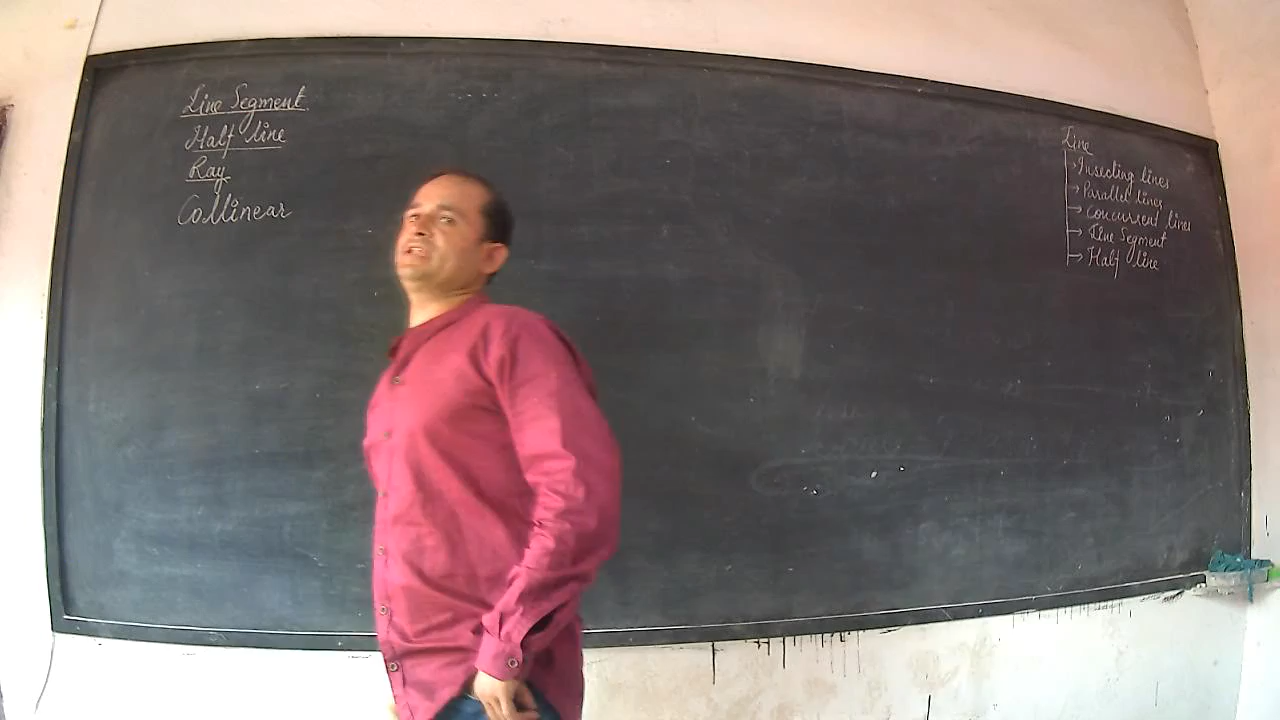 Line Segment
Half line
Ray
Collinear
Line
Insecting lines
Parallel lines
Concurrent lines
Line Segment
Half line